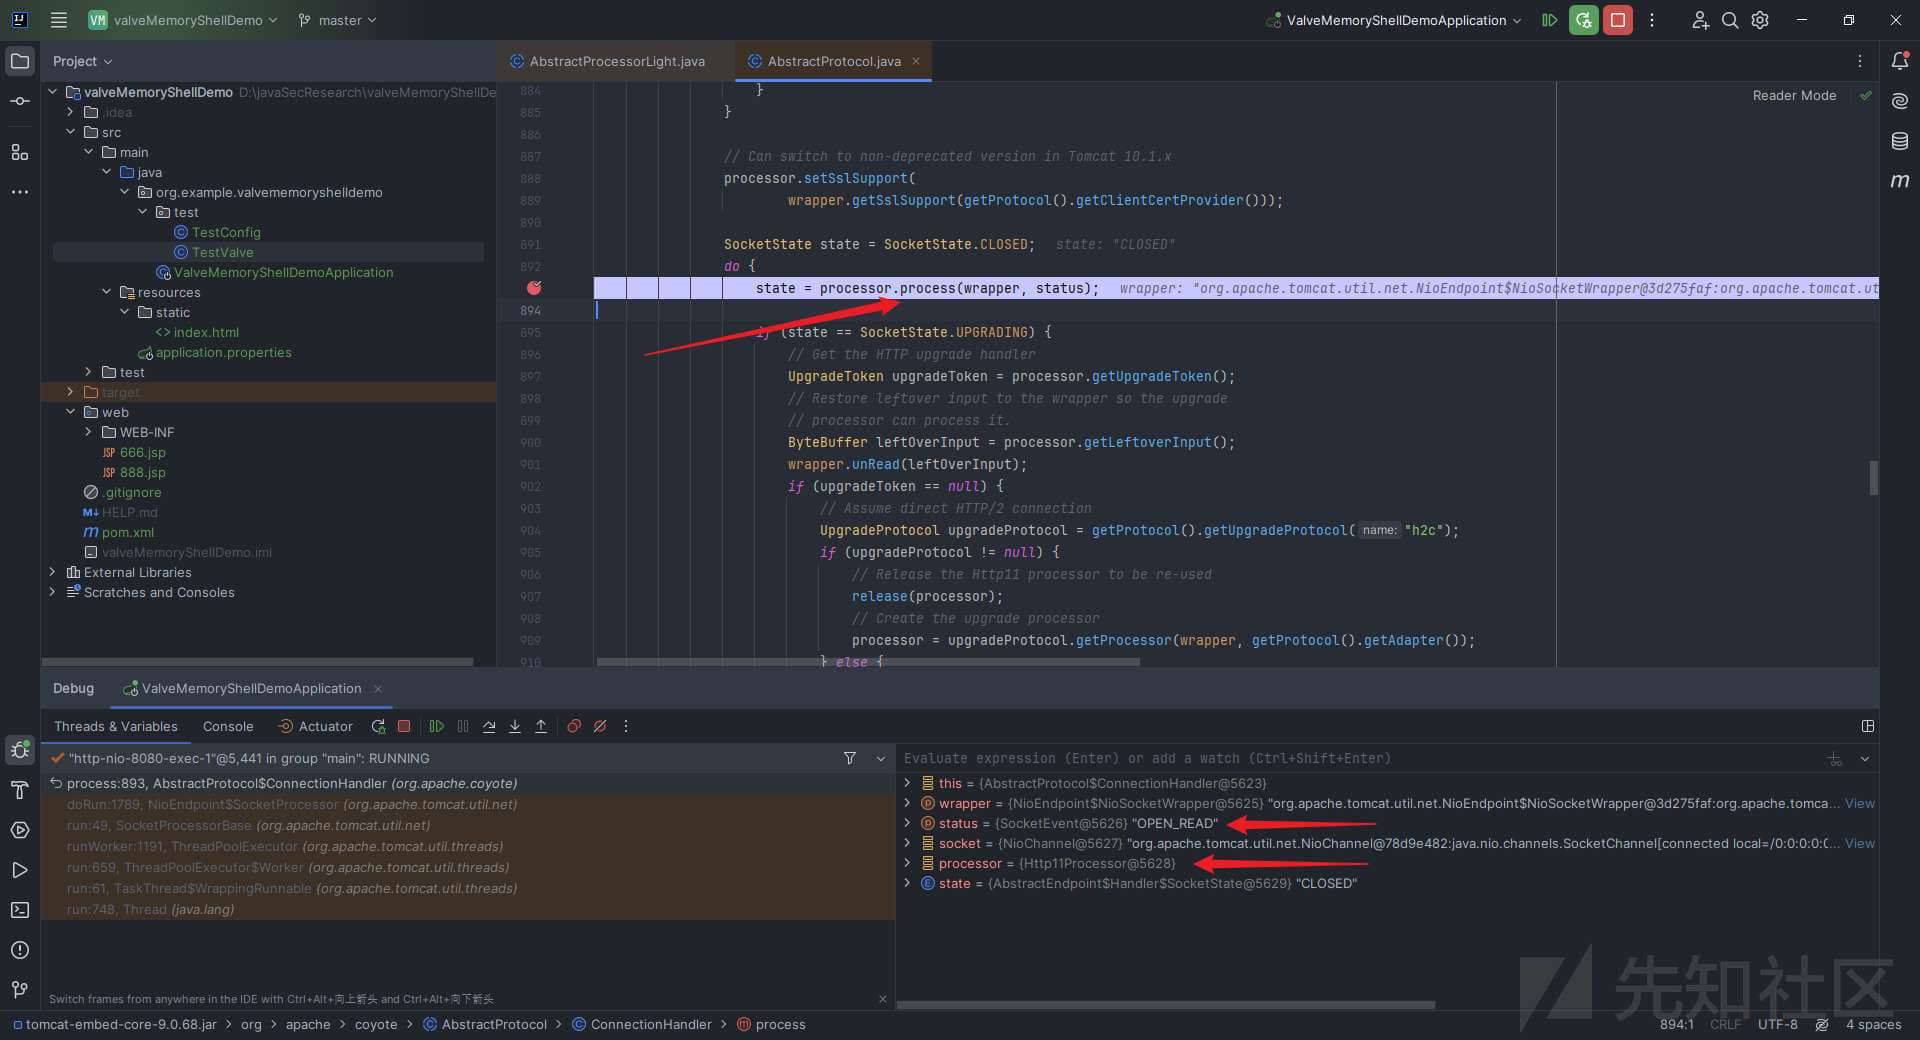 VM valveMemoryShellDemo master ValveMemoryShellDemoApplication
Project
AbstractProcessorLight.java AbstractProtocol.java
Reader Mode
valveMemoryShellDemo D:\javaSecResearch\valveMemoryShellDe
.idea
src
main
java
org.example.valvememoryshelldemo
test
TestConfig
TestValve
ValveMemoryShellDemoApplication
resources
static
index.html
application.properties
test
target
web
WEB-INF
JSP 666.jsp
JSP 888.jsp
.gitignore
M↓ HELP.md
m pom.xml
valveMemoryShellDemo.iml
External Libraries
Scratches and Consoles
884 }
885 }
886
887 // Can switch to non-deprecated version in Tomcat 10.1.x
888 processor.setSslSupport(
889 wrapper.getSslSupport(getProtocol().getClientCertProvider()));
890
891 SocketState state = SocketState.CLOSED; state: "CLOSED"
892 do {
state = processor.process(wrapper, status); wrapper: "org.apache.tomcat.util.net.NioEndpoint$NioSocketWrapper@3d275faf:org.apache.tomcat.ut
894
895 if (state == SocketState.UPGRADING) {
896 // Get the HTTP upgrade handler
897 UpgradeToken upgradeToken = processor.getUpgradeToken();
898 // Restore leftover input to the wrapper so the upgrade
899 // processor can process it.
900 ByteBuffer leftOverInput = processor.getLeftoverInput();
901 wrapper.unRead(leftOverInput);
902 if (upgradeToken == null) {
903 // Assume direct HTTP/2 connection
904 UpgradeProtocol upgradeProtocol = getProtocol().getUpgradeProtocol( name: "h2c");
905 if (upgradeProtocol != null) {
906 // Release the Http11 processor to be re-used
907 release(processor);
908 // Create the upgrade processor
909 processor = upgradeProtocol.getProcessor(wrapper, getProtocol().getAdapter());
910 } else {
Debug ValveMemoryShellDemoApplication
Threads & Variables Console Actuator
"http-nio-8080-exec-1"@5,441 in group "main": RUNNING
process:893, AbstractProtocol$ConnectionHandler (org.apache.coyote)
doRun:1789, NioEndpoint$SocketProcessor (org.apache.tomcat.util.net)
run:49, SocketProcessorBase (org.apache.tomcat.util.net)
runWorker:1191, ThreadPoolExecutor (org.apache.tomcat.util.threads)
run:659, ThreadPoolExecutor$Worker (org.apache.tomcat.util.threads)
run:61, TaskThread$WrappingRunnable (org.apache.tomcat.util.threads)
run:748, Thread (java.lang)
Switch frames from anywhere in the IDE with Ctrl+Alt+向上箭头 and Ctrl+Alt+向下箭头
Evaluate expression (Enter) or add a watch (Ctrl+Shift+Enter)
this = {AbstractProtocol$ConnectionHandler@5623}
wrapper = {NioEndpoint$NioSocketWrapper@5625} "org.apache.tomcat.util.net.NioEndpoint$NioSocketWrapper@3d275faf:org.apache.tomca... View
status = {SocketEvent@5626} "OPEN_READ"
socket = {NioChannel@5627} "org.apache.tomcat.util.net.NioChannel@78d9e482:java.nio.channels.SocketChannel[connected local=/0:0:0:0:(... View
processor = {Http11Processor@5628}
state = {AbstractEndpoint$Handler$SocketState@5629} "CLOSED"
先知社区
tomcat-embed-core-9.0.68.jar > org > apache > coyote > AbstractProtocol > ConnectionHandler > process
894:1 CRLF UTF-8 4 spaces